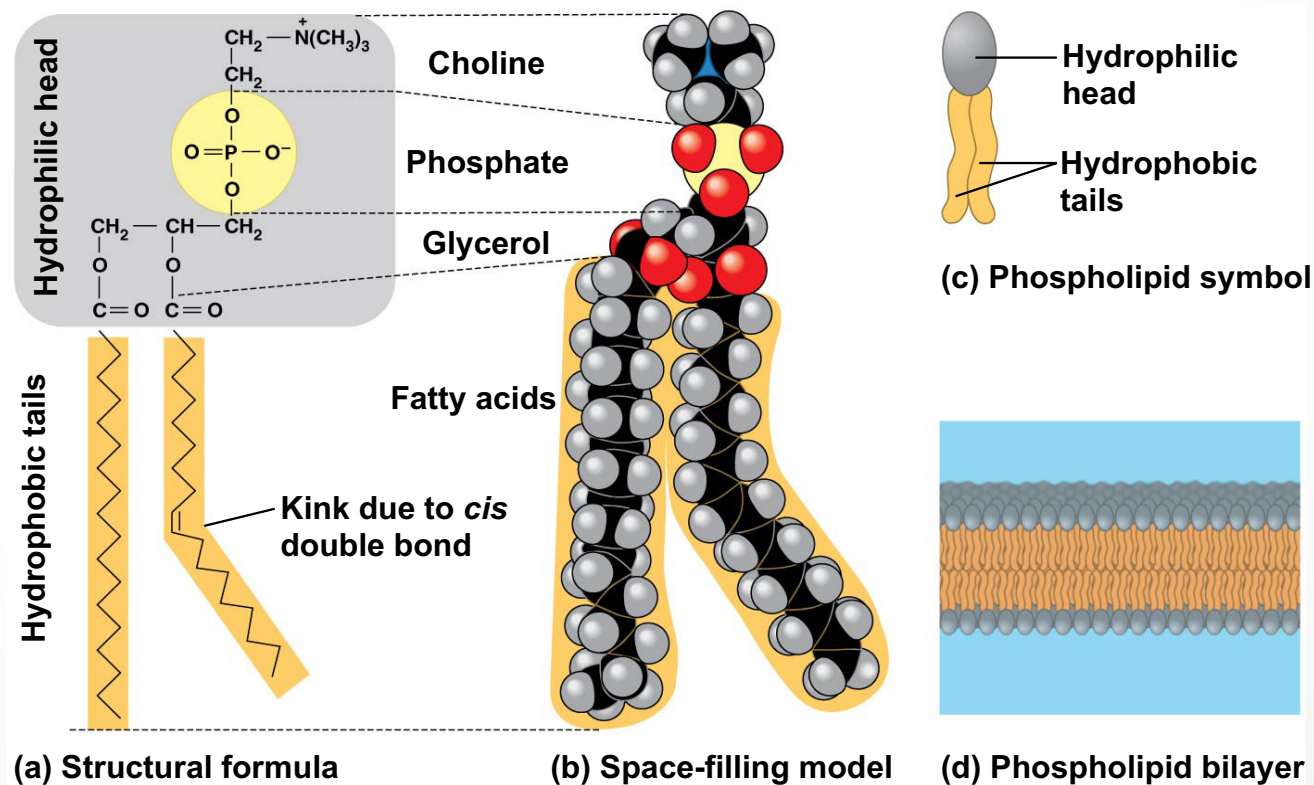 Hydrophilic head
Hydrophobic tails
+
CH₂ — N(CH₃)₃
CH₂
O
O = P — O⁻
O
CH₂ — CH — CH₂
O O
C = O C = O
Kink due to cis
double bond
(a) Structural formula
Choline
Phosphate
Glycerol
Fatty acids
(b) Space-filling model
Hydrophilic
head
Hydrophobic
tails
(c) Phospholipid symbol
(d) Phospholipid bilayer